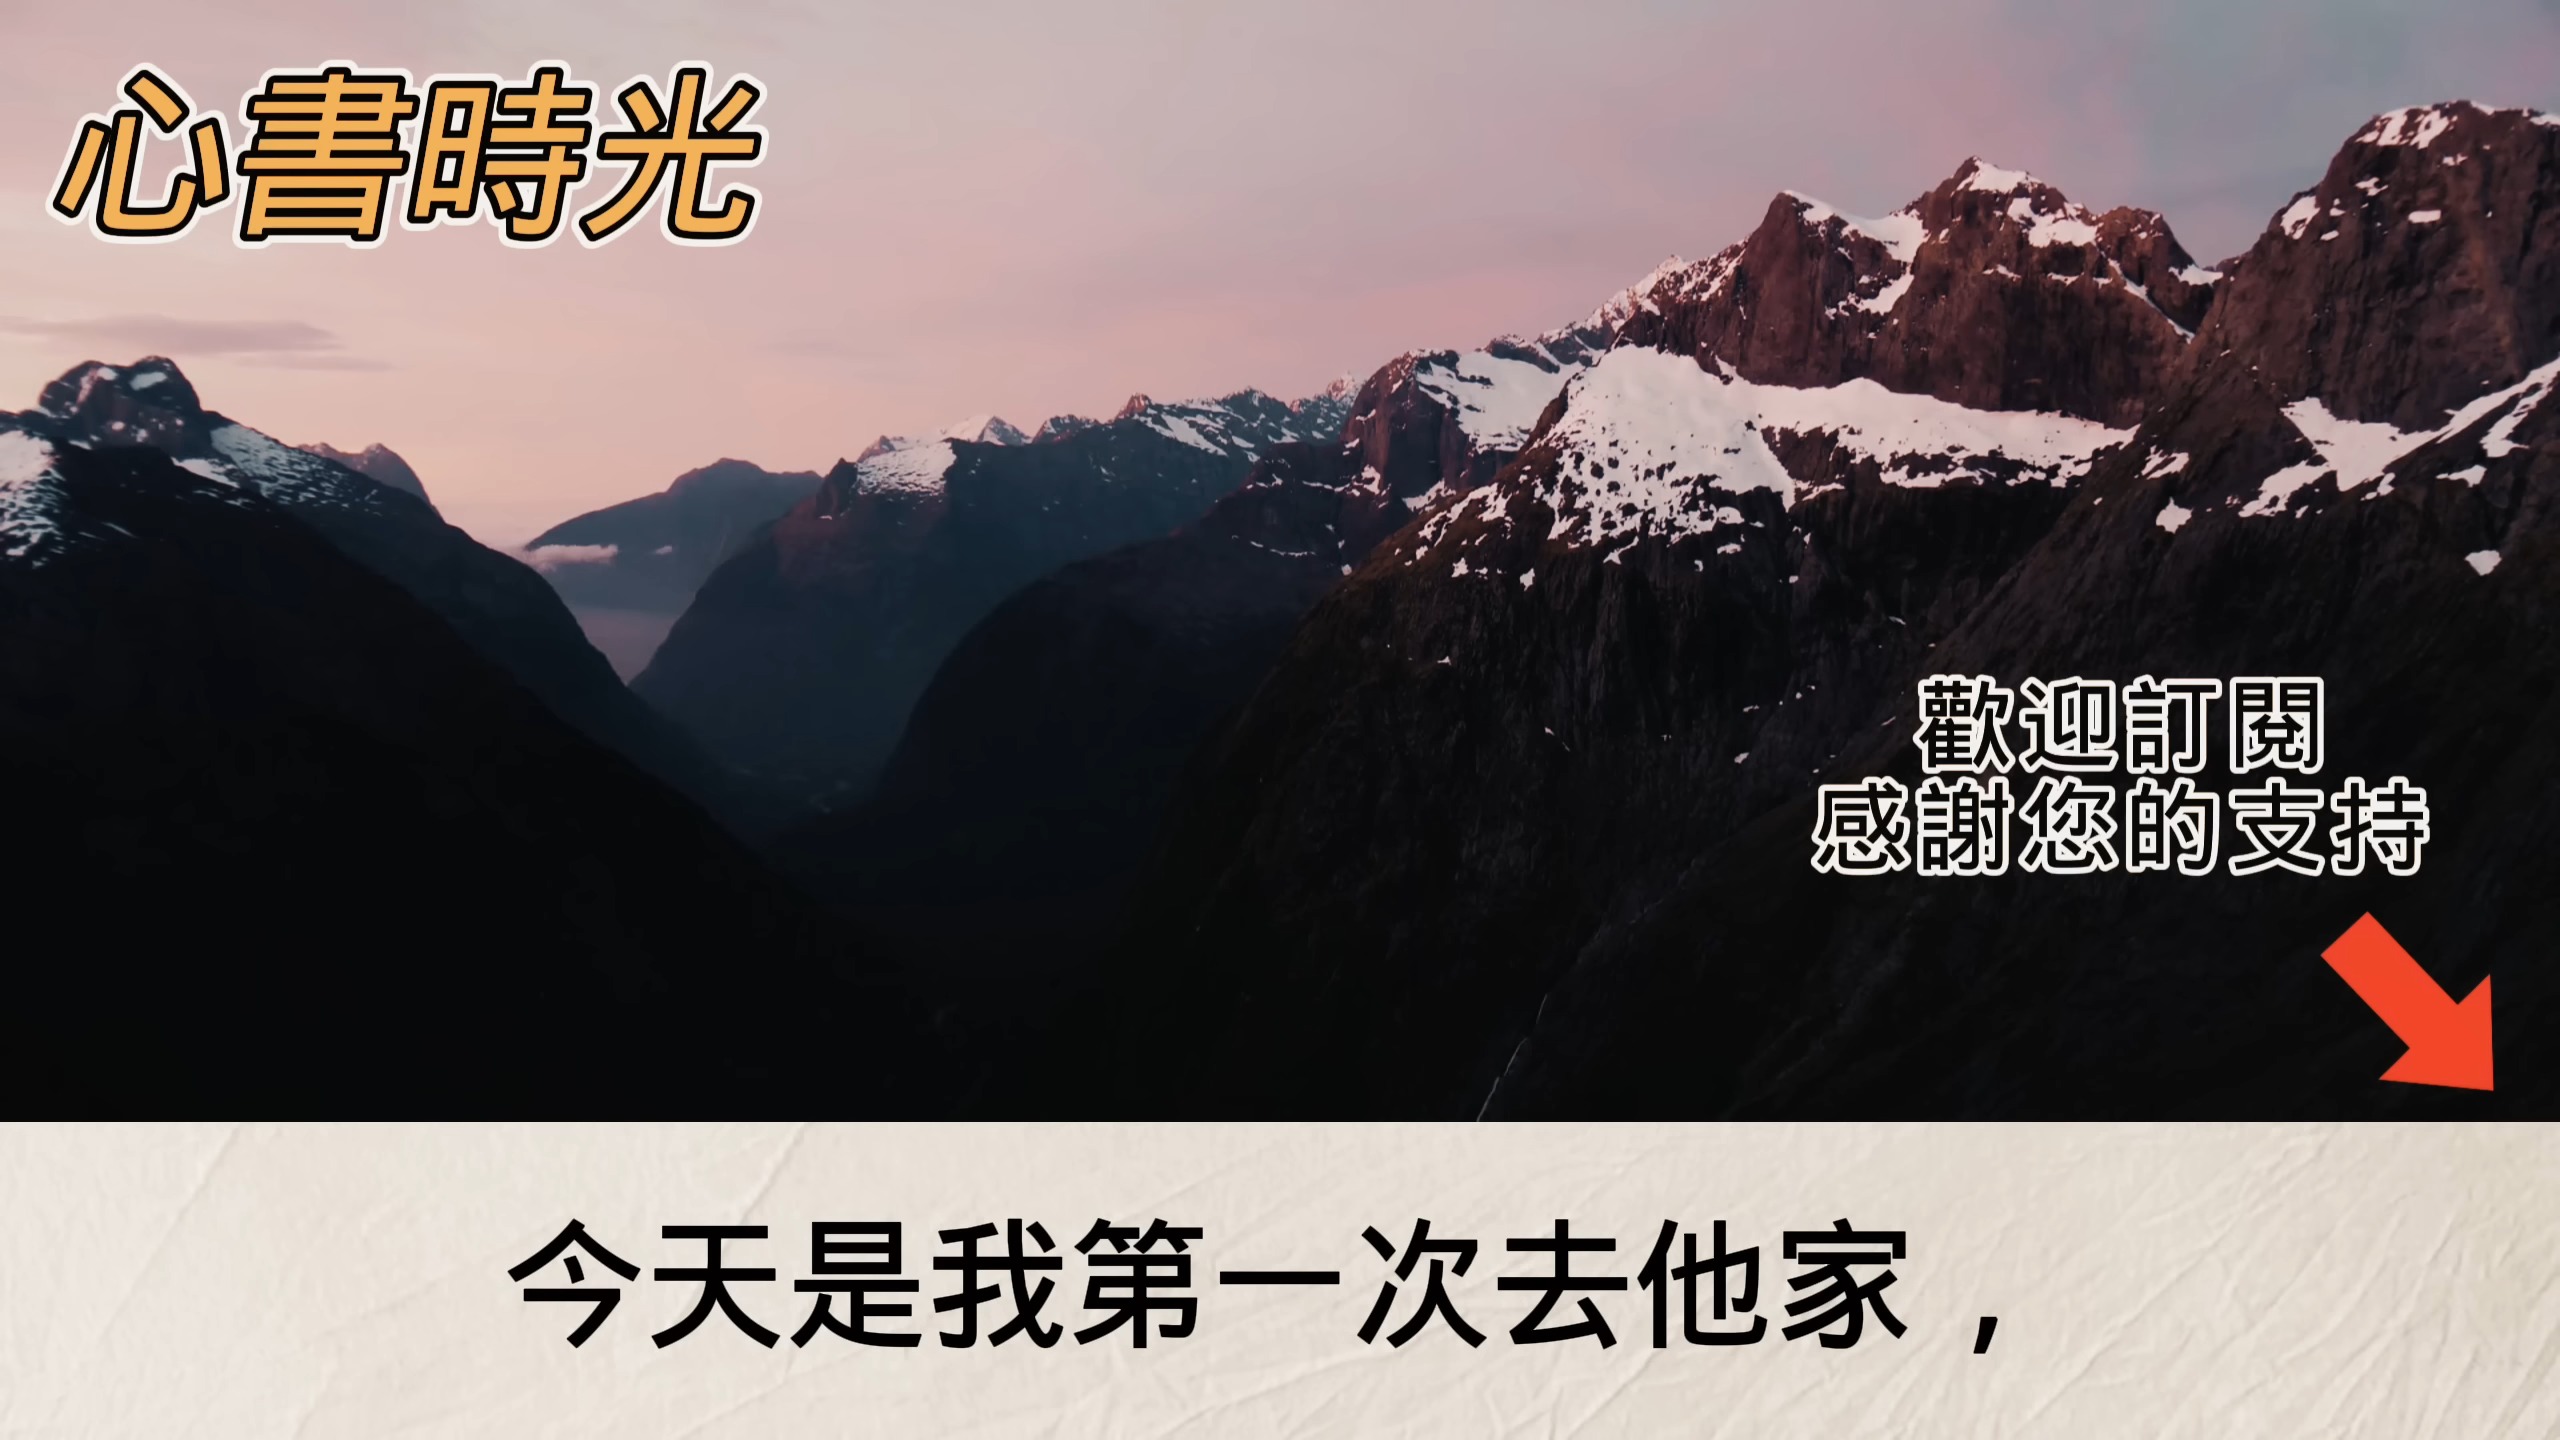 心書時光
歡迎訂閱
感謝您的支持
今天是我第一次去他家，